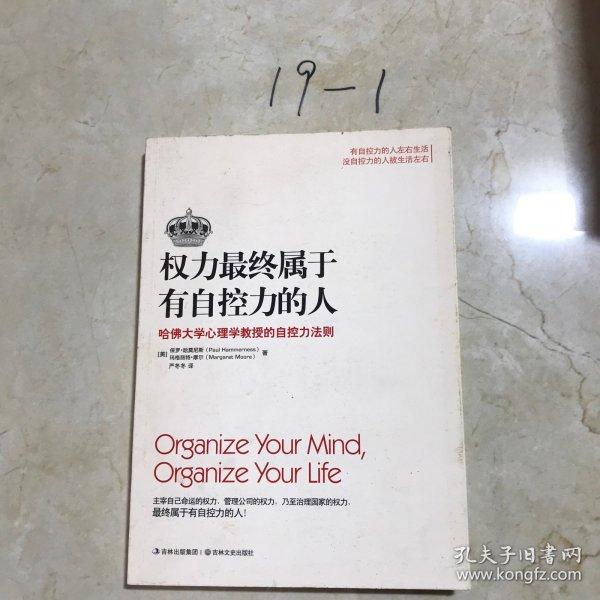 19-1
有自控力的人左右生活
没自控力的人被生活左右
权力最终属于
有自控力的人
哈佛大学心理学教授的自控力法则
[美] 保罗·哈莫尼斯（Paul Hammerness）
玛格丽特·摩尔（Margaret Moore） 著
严冬冬 译
Organize Your Mind,
Organize Your Life
主宰自己命运的权力，管理公司的权力，乃至治理国家的权力，
最终属于有自控力的人！
吉林出版集团 吉林文史出版社
孔夫子旧书网
www.kongfz.com